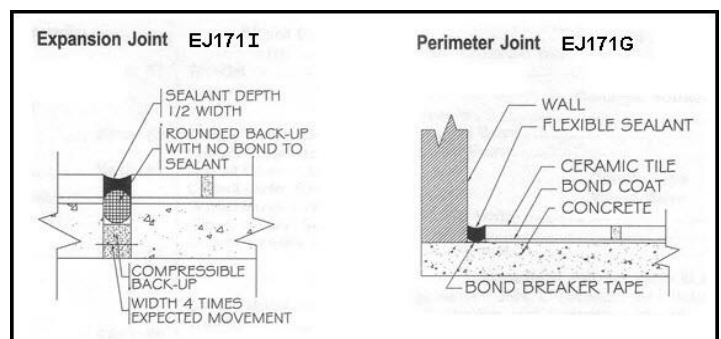 Expansion Joint EJ171I
SEALANT DEPTH
1/2 WIDTH
ROUNDED BACK-UP
WITH NO BOND TO
SEALANT
COMPRESSIBLE
BACK-UP
WIDTH 4 TIMES
EXPECTED MOVEMENT
Perimeter Joint EJ171G
WALL
FLEXIBLE SEALANT
CERAMIC TILE
BOND COAT
CONCRETE
BOND BREAKER TAPE